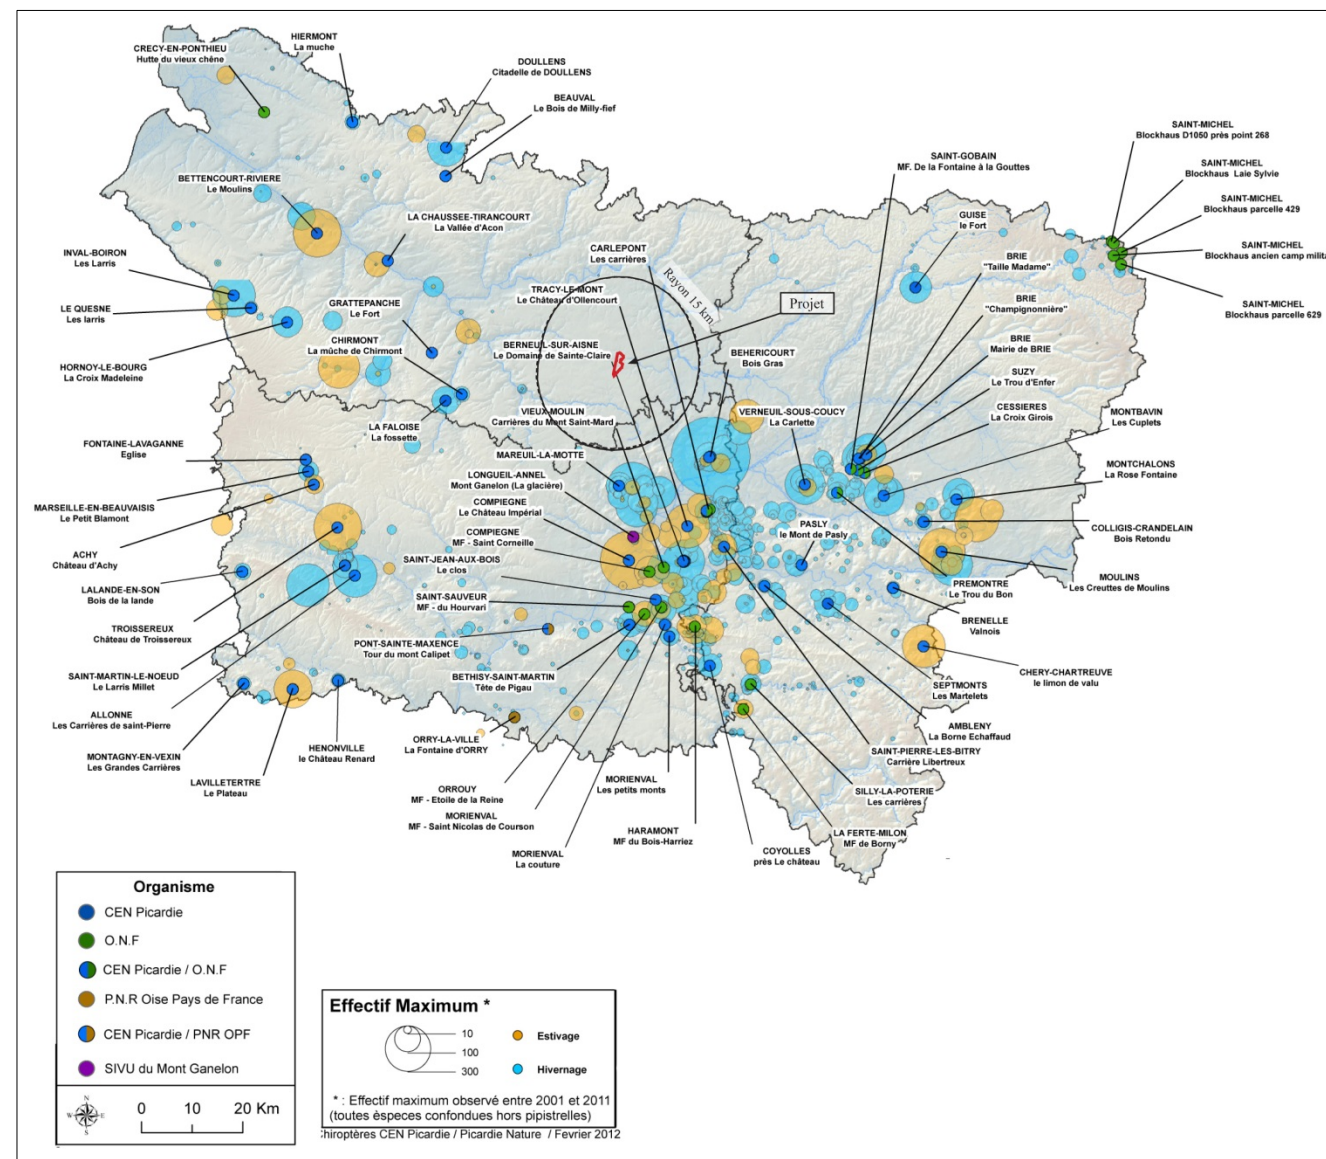 HIERMONT
La muche
CRECY-EN-PONTHIEU
Hutte du vieux chêne
DOULLENS
Citadelle de DOULLENS
BEAUVAL
Le Bois de Milly-fief
SAINT-MICHEL
Blockhaus D1050 près point 268
SAINT-GOBAIN
MF. De la Fontaine à la Gouttes
SAINT-MICHEL
Blockhaus Laie Sylvie
BETTENCOURT-RIVIERE
Le Moulins
SAINT-MICHEL
Blockhaus parcelle 429
LA CHAUSSEE-TIRANCOURT
La Vallée d'Acon
GUISE
le Fort
CARLEPONT
Les carrières
SAINT-MICHEL
Blockhaus ancien camp milita
INVAL-BOIRON
Les Larris
BRIE
"Taille Madame"
Rayon 15 km
TRACY-LE-MONT
Le Château d'Ollencourt
Projet
LE QUESNE
Les larris
GRATTEPANCHE
Le Fort
BRIE
"Champignonnière"
SAINT-MICHEL
Blockhaus parcelle 629
CHIRMONT
La mûche de Chirmont
BERNEUIL-SUR-AISNE
Le Domaine de Sainte-Claire
BEHERICOURT
Bois Gras
BRIE
Mairie de BRIE
HORNOY-LE-BOURG
La Croix Madeleine
SUZY
Le Trou d'Enfer
CESSIERES
La Croix Girois
MONTBAVIN
Les Cuplets
LA FALOISE
La fossette
VIEUX-MOULIN
Carrières du Mont Saint-Mard
VERNEUIL-SOUS-COUCY
La Carlette
FONTAINE-LAVAGANNE
Eglise
MAREUIL-LA-MOTTE
MONTCHALONS
La Rose Fontaine
LONGUEIL-ANNEL
Mont Ganelon (La glacière)
MARSEILLE-EN-BEAUVAISIS
Le Petit Blamont
COMPIEGNE
Le Château Impérial
COLLIGIS-CRANDELAIN
Bois Retondu
PASLY
le Mont de Pasly
COMPIEGNE
MF - Saint Corneille
ACHY
Château d'Achy
SAINT-JEAN-AUX-BOIS
Le clos
MOULINS
Les Creuttes de Moulins
PREMONTRE
Le Trou du Bon
LALANDE-EN-SON
Bois de la lande
SAINT-SAUVEUR
MF - du Hourvari
BRENELLE
Valnois
TROISSEREUX
Château de Troissereux
PONT-SAINTE-MAXENCE
Tour du mont Calipet
CHERY-CHARTREUVE
le limon de valu
SAINT-MARTIN-LE-NOEUD
Le Larris Millet
BETHISY-SAINT-MARTIN
Tête de Pigau
SEPTMONTS
Les Martelets
ALLONNE
Les Carrières de saint-Pierre
AMBLENY
La Borne Echaffaud
MONTAGNY-EN-VEXIN
Les Grandes Carrières
HENONVILLE
le Château Renard
ORRY-LA-VILLE
La Fontaine d'ORRY
SAINT-PIERRE-LES-BITRY
Carrière Libertreux
LAVILLETERTRE
Le Plateau
MORIENVAL
Les petits monts
ORROUY
MF - Etoile de la Reine
SILLY-LA-POTERIE
Les carrières
MORIENVAL
MF - Saint Nicolas de Courson
HARAMONT
MF du Bois-Harriez
LA FERTE-MILON
MF de Borny
MORIENVAL
La couture
COYOLLES
près Le château
Organisme
CEN Picardie
O.N.F
CEN Picardie / O.N.F
P.N.R Oise Pays de France
CEN Picardie / PNR OPF
SIVU du Mont Ganelon
N
W
E
S
0 10 20 Km
Effectif Maximum *
10
100
300
Estivage
Hivernage
* : Effectif maximum observé entre 2001 et 2011
(toutes èspeces confondues hors pipistrelles)
chiroptères CEN Picardie / Picardie Nature / Fevrier 2012